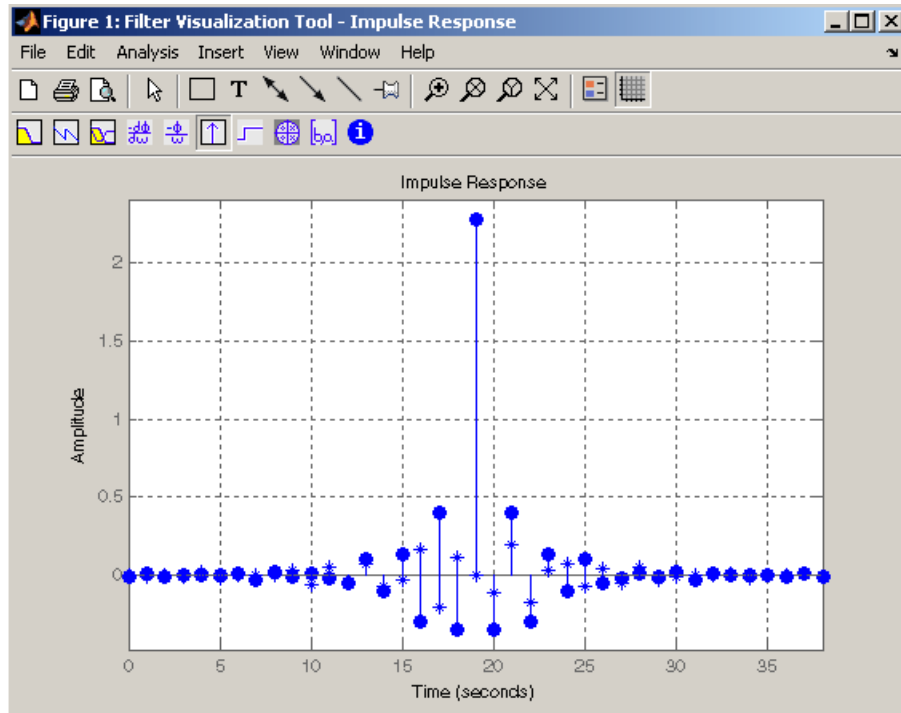 Figure 1: Filter Visualization Tool - Impulse Response
File Edit Analysis Insert View Window Help
T
[b,a]
i
Impulse Response
2
1.5
1
0.5
0
Amplitude
0 5 10 15 20 25 30 35
Time (seconds)